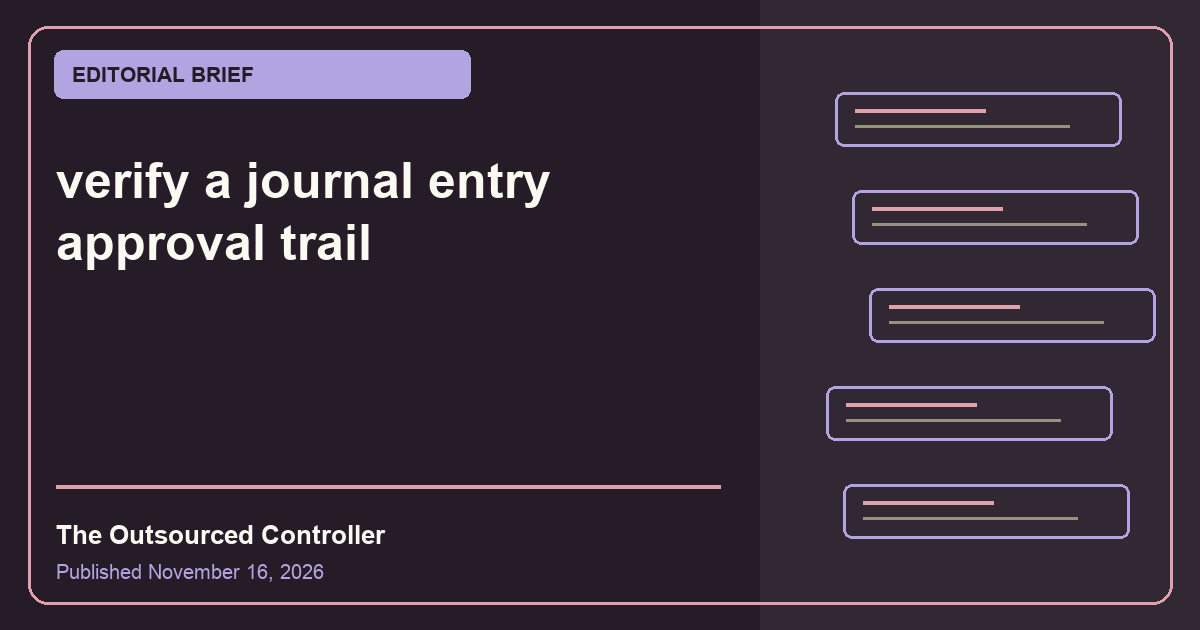 EDITORIAL BRIEF
verify a journal entry
approval trail
The Outsourced Controller
Published November 16, 2026